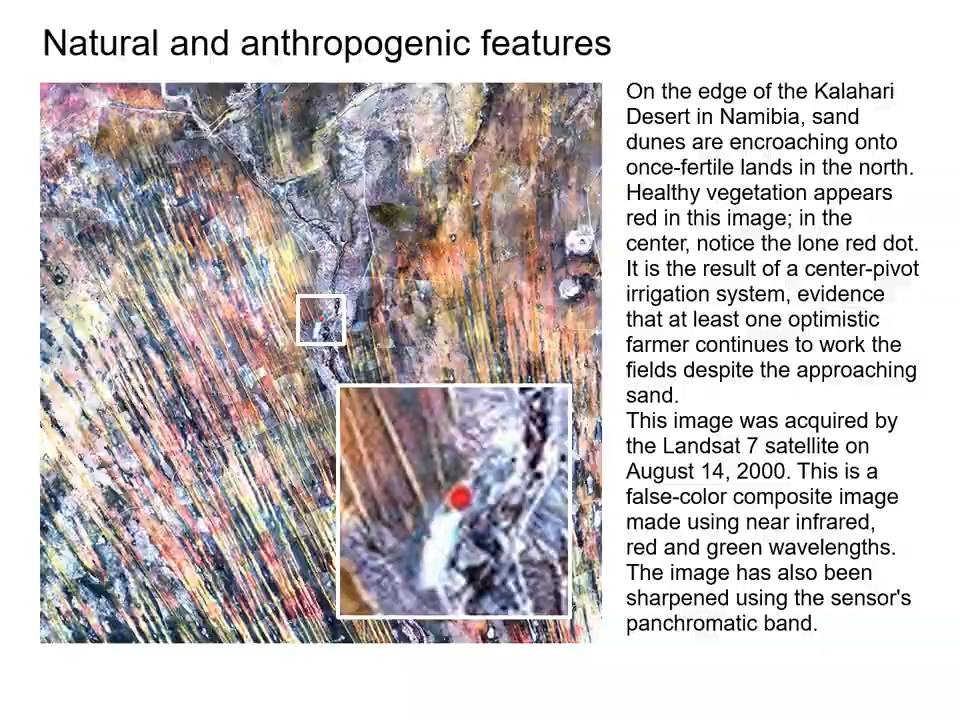 Natural and anthropogenic features
On the edge of the Kalahari
Desert in Namibia, sand
dunes are encroaching onto
once-fertile lands in the north.
Healthy vegetation appears
red in this image; in the
center, notice the lone red dot.
It is the result of a center-pivot
irrigation system, evidence
that at least one optimistic
farmer continues to work the
fields despite the approaching
sand.
This image was acquired by
the Landsat 7 satellite on
August 14, 2000. This is a
false-color composite image
made using near infrared,
red and green wavelengths.
The image has also been
sharpened using the sensor's
panchromatic band.